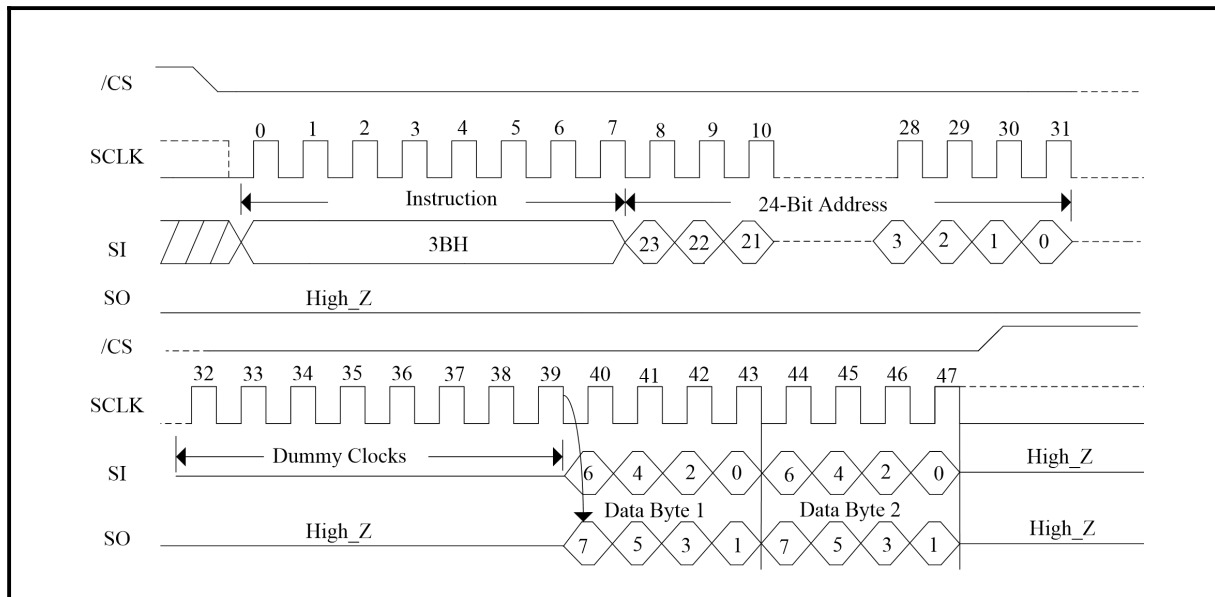 /CS
0 1 2 3 4 5 6 7 8 9 10 28 29 30 31
SCLK
Instruction 24-Bit Address
SI 3BH 23 22 21 3 2 1 0
SO High_Z
/CS
32 33 34 35 36 37 38 39 40 41 42 43 44 45 46 47
SCLK
Dummy Clocks
SI 6 4 2 0 6 4 2 0 High_Z
Data Byte 1 Data Byte 2
SO High_Z 7 5 3 1 7 5 3 1 High_Z